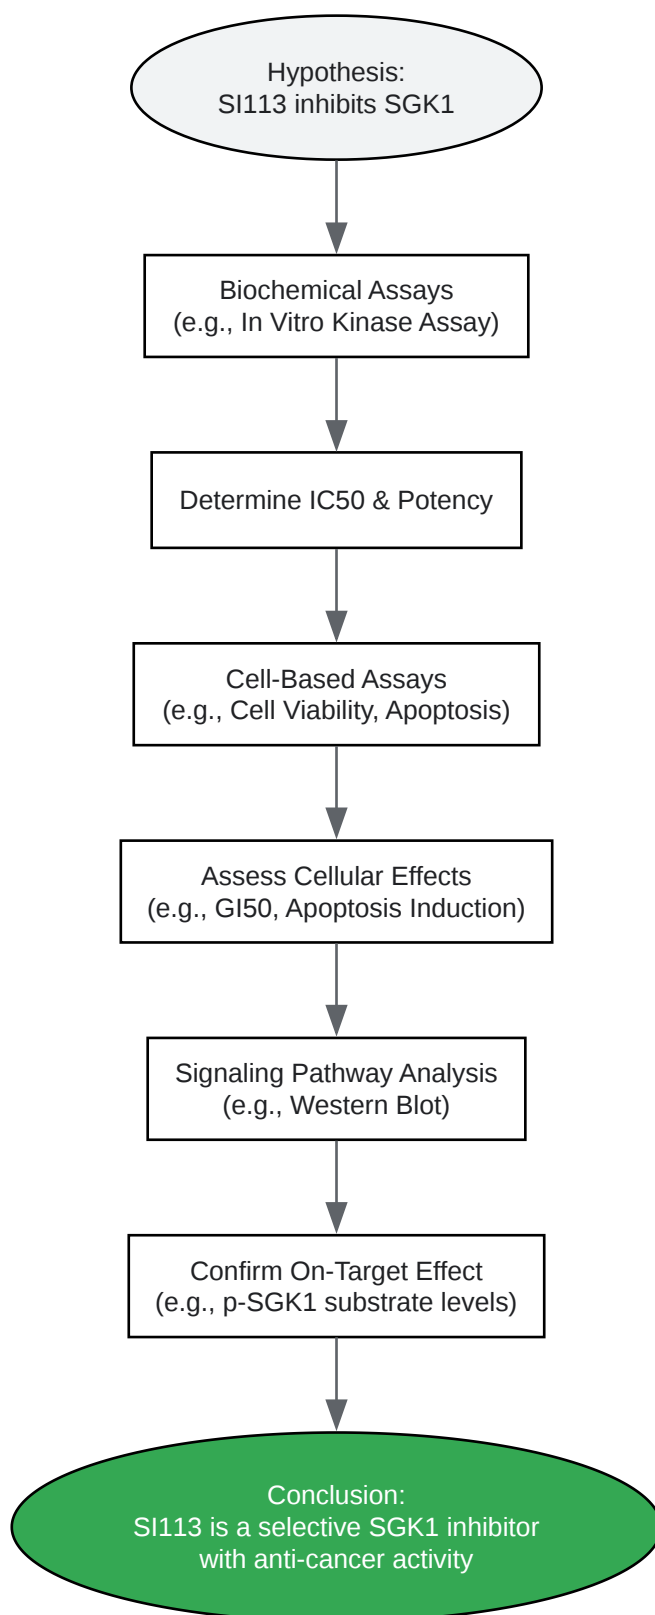 Hypothesis:
SI113 inhibits SGK1
Biochemical Assays
(e.g., In Vitro Kinase Assay)
Determine IC50 & Potency
Cell-Based Assays
(e.g., Cell Viability, Apoptosis)
Assess Cellular Effects
(e.g., GI50, Apoptosis Induction)
Signaling Pathway Analysis
(e.g., Western Blot)
Confirm On-Target Effect
(e.g., p-SGK1 substrate levels)
Conclusion:
SI113 is a selective SGK1 inhibitor
with anti-cancer activity